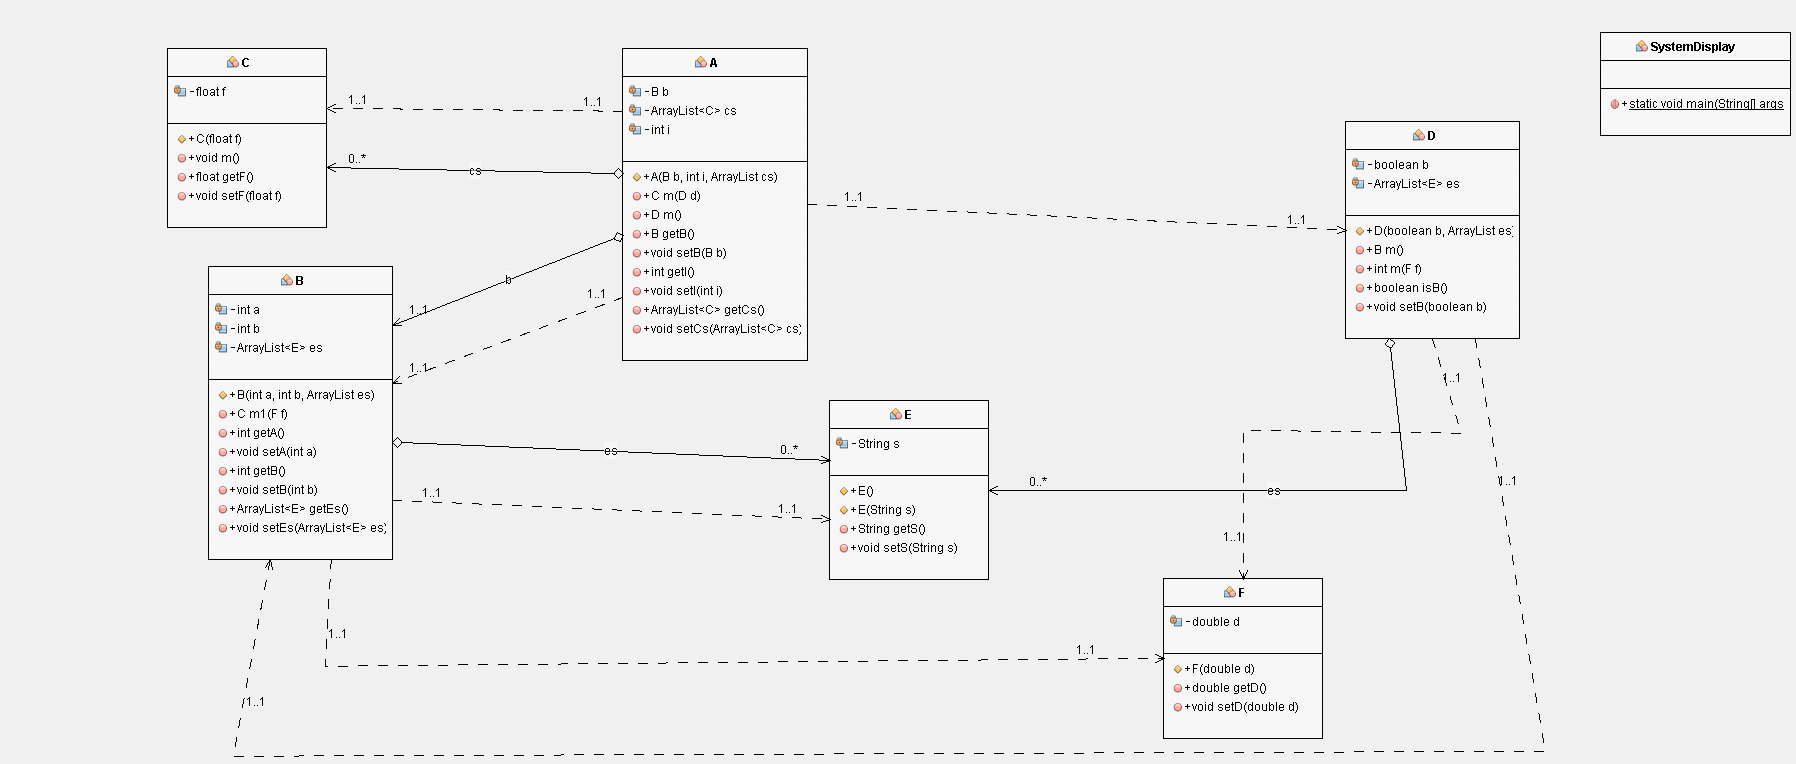 C
-float f
+C(float f)
+void m()
+float getF()
+void setF(float f)
1..1
1..1
0..*
cs
A
-B b
-ArrayList<C> cs
-int i
+A(B b, int i, ArrayList cs)
+C m(D d)
+D m()
+B getB()
+void setB(B b)
+int getI()
+void setI(int i)
+ArrayList<C> getCs()
+void setCs(ArrayList<C> cs)
SystemDisplay
+static void main(String[] args
1..1
1..1
D
-boolean b
-ArrayList<E> es
+D(boolean b, ArrayList es
+B m()
+int m(F f)
+boolean isB()
+void setB(boolean b)
b
1..1
1..1
1..1
B
-int a
-int b
-ArrayList<E> es
+B(int a, int b, ArrayList es)
+C m1(F f)
+int getA()
+void setA(int a)
+int getB()
+void setB(int b)
+ArrayList<E> getEs()
+void setEs(ArrayList<E> es)
es
0..*
1..1
1..1
E
-String s
+E()
+E(String s)
+String getS()
+void setS(String s)
0..*
es
1..1
1..1
1..1
F
-double d
+F(double d)
+double getD()
+void setD(double d)
1..1
1..1
1..1